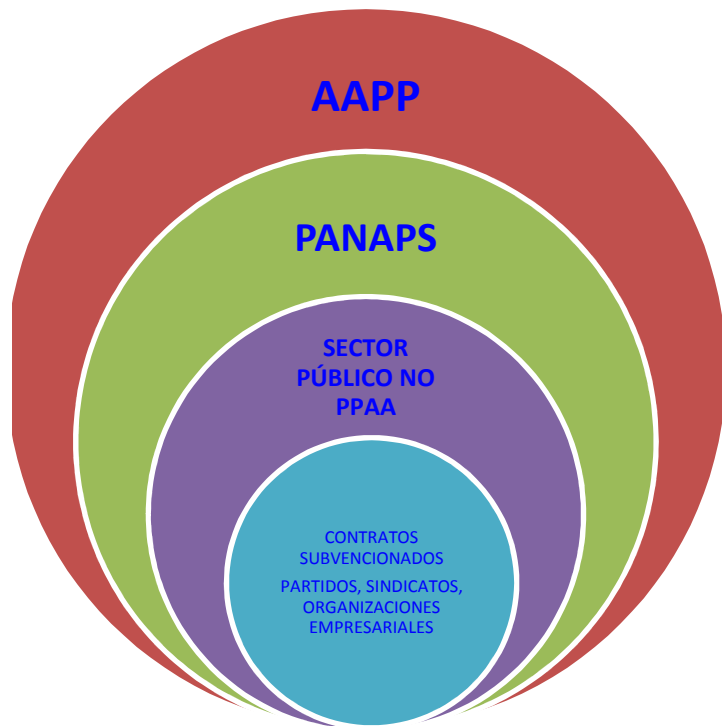 AAPP
PANAPS
SECTOR
PÚBLICO NO
PPAA
CONTRATOS
SUBVENCIONADOS
PARTIDOS, SINDICATOS,
ORGANIZACIONES
EMPRESARIALES